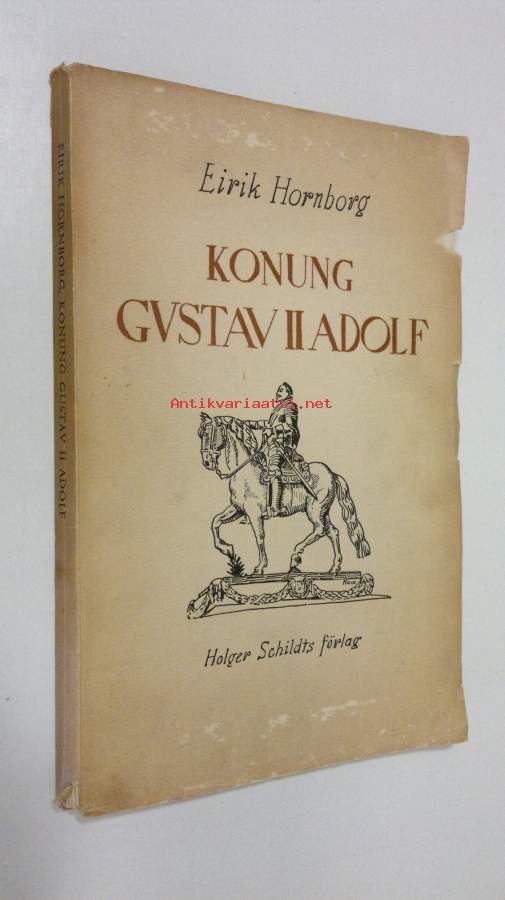 Eirik Hornborg
KONUNG
GVSTAV II ADOLF
Antikvariaatti.net
Holger Schildts förlag
EIRIK HORNBORG, KONUNG GUSTAV II ADOLF